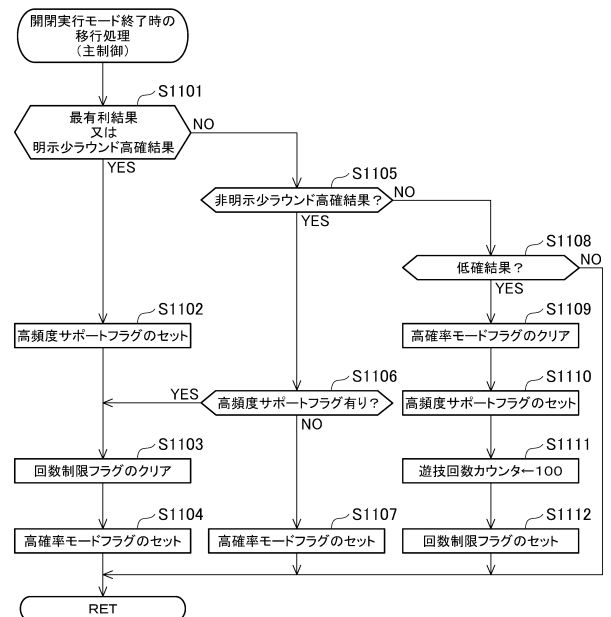 開閉実行モード終了時の
移行処理
（主制御）
S1101
最有利結果
又は
明示少ラウンド高確結果
NO
YES
S1105
非明示少ラウンド高確結果？
NO
YES
S1108
低確結果？
NO
YES
S1102
高頻度サポートフラグのセット
S1109
高確率モードフラグのクリア
S1106
高頻度サポートフラグ有り？
YES
NO
S1110
高頻度サポートフラグのセット
S1103
回数制限フラグのクリア
S1111
遊技回数カウンタ←100
S1104
高確率モードフラグのセット
S1107
高確率モードフラグのセット
S1112
回数制限フラグのセット
RET